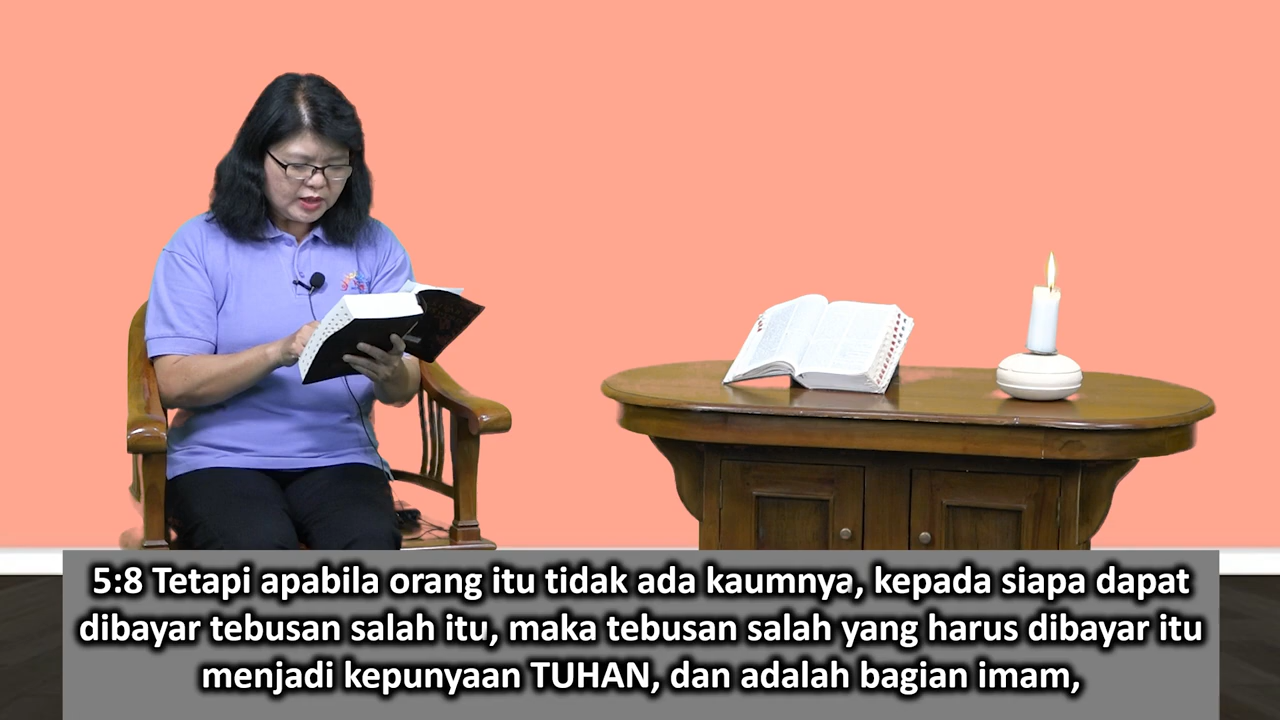 5:8 Tetapi apabila orang itu tidak ada kaumnya, kepada siapa dapat
dibayar tebusan salah itu, maka tebusan salah yang harus dibayar itu
menjadi kepunyaan TUHAN, dan adalah bagian imam,